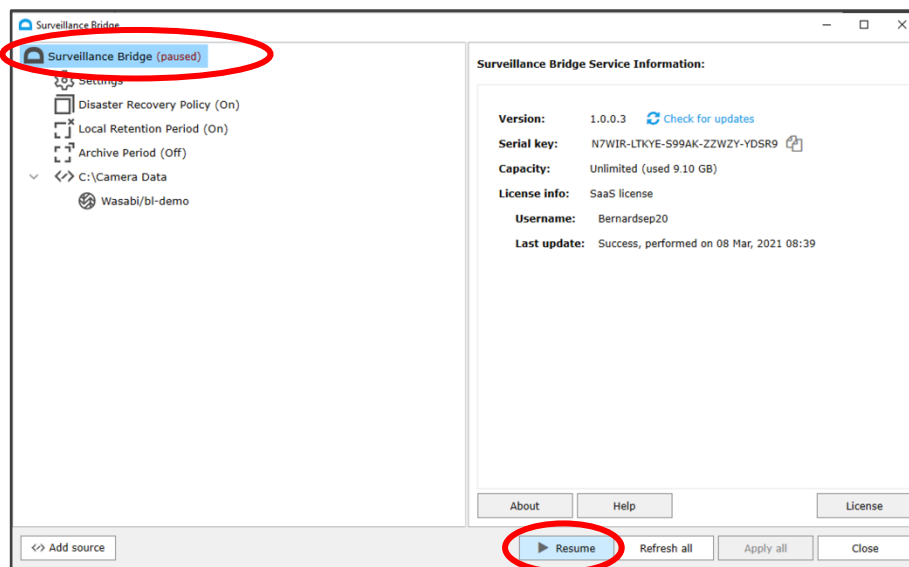 Surveillance Bridge
Surveillance Bridge (paused)
Settings
Disaster Recovery Policy (On)
Local Retention Period (On)
Archive Period (Off)
C:\Camera Data
Wasabi/bl-demo
Surveillance Bridge Service Information:
Version: 1.0.0.3 Check for updates
Serial key: N7WIR-LTKYE-S99AK-ZZWZY-YDSR9
Capacity: Unlimited (used 9.10 GB)
License info: SaaS license
Username: Bernardsep20
Last update: Success, performed on 08 Mar, 2021 08:39
About Help License
Add source Resume Refresh all Apply all Close